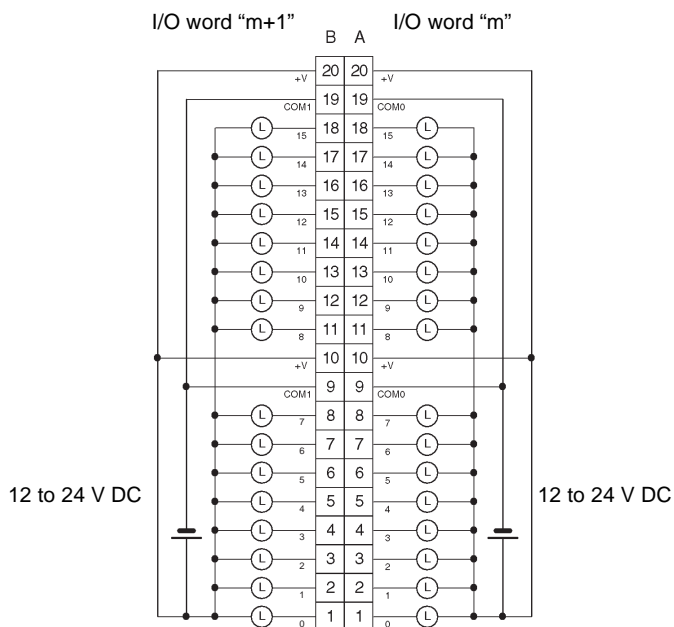 I/O word “m+1” I/O word “m”
B A
+V 20 20 +V
COM1 19 19 COM0
L 15 18 18 15 L
L 14 17 17 14 L
L 13 16 16 13 L
L 12 15 15 12 L
L 11 14 14 11 L
L 10 13 13 10 L
L 9 12 12 9 L
L 8 11 11 8 L
+V 10 10 +V
COM1 9 9 COM0
L 7 8 8 7 L
L 6 7 7 6 L
L 5 6 6 5 L
12 to 24 V DC L 4 5 5 4 L 12 to 24 V DC
L 3 4 4 3 L
L 2 3 3 2 L
L 1 2 2 1 L
L 0 1 1 0 L